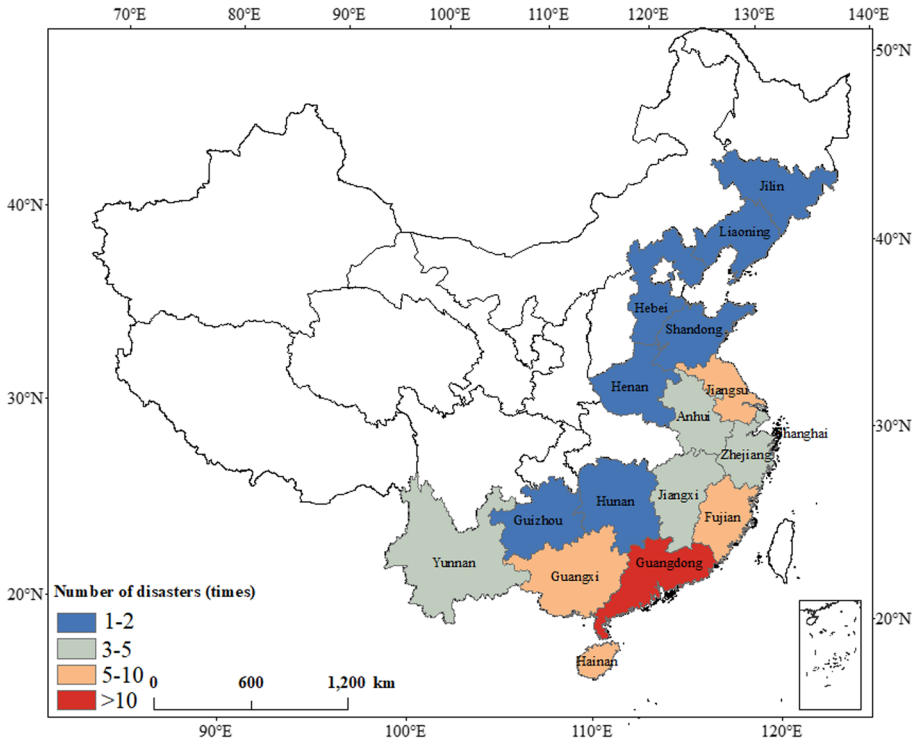 70°E 80°E 90°E 100°E 110°E 120°E 130°E 140°E
50°N
40°N
40°N
30°N
30°N
20°N
20°N
Jilin
Liaoning
Hebei
Shandong
Henan
Jiangsu
Anhui
Shanghai
Zhejiang
Jiangxi
Hunan
Guizhou
Fujian
Yunnan
Guangxi
Guangdong
Hainan
Number of disasters (times)
1-2
3-5
5-10
>10
0 600 1,200 km
90°E 100°E 110°E 120°E